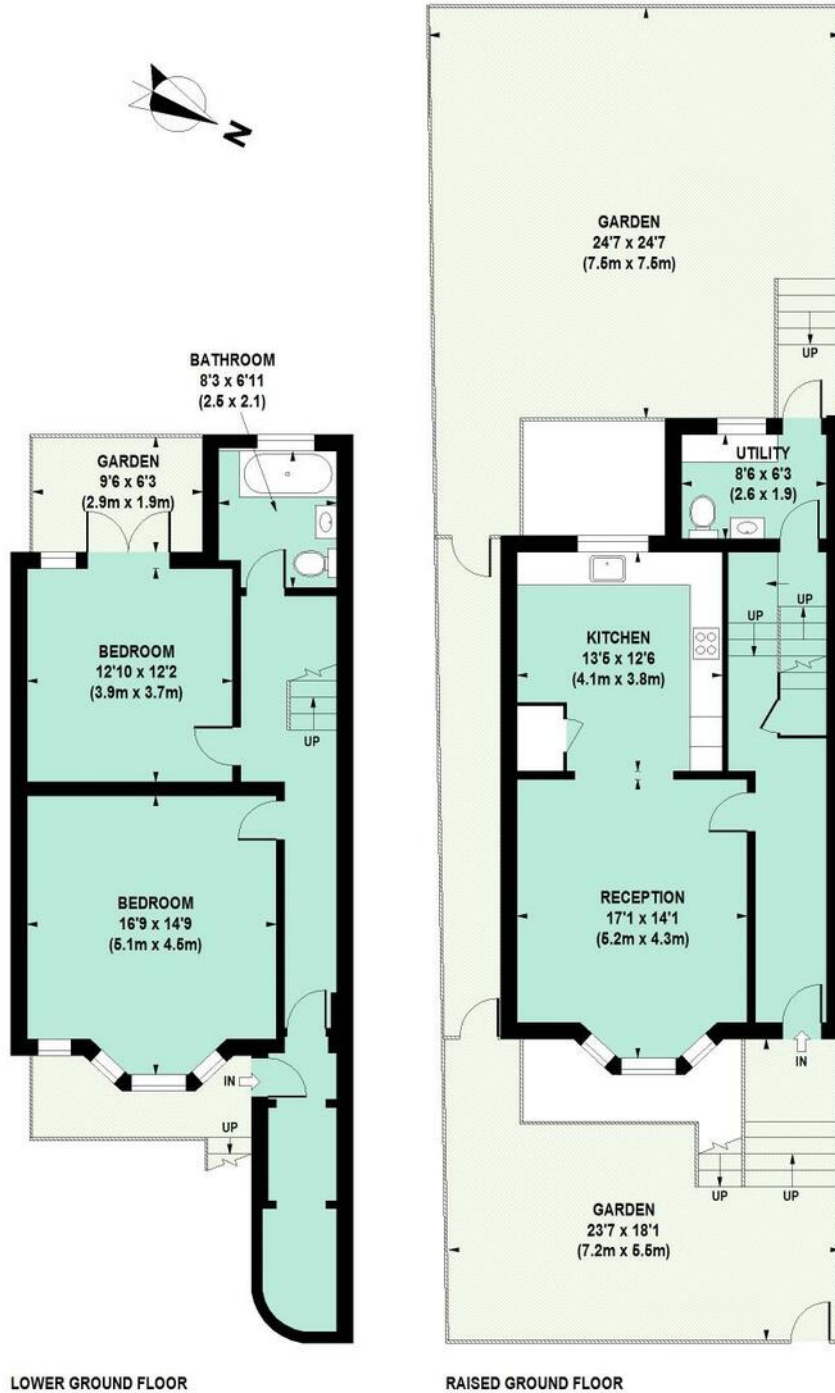 N
BATHROOM
8'3 x 6'11
(2.5 x 2.1)
GARDEN
9'6 x 6'3
(2.9m x 1.9m)
BEDROOM
12'10 x 12'2
(3.9m x 3.7m)
UP
BEDROOM
16'9 x 14'9
(5.1m x 4.5m)
IN
UP
LOWER GROUND FLOOR
GARDEN
24'7 x 24'7
(7.5m x 7.5m)
UP
UTILITY
8'6 x 6'3
(2.6 x 1.9)
KITCHEN
13'5 x 12'6
(4.1m x 3.8m)
UP
UP
RECEPTION
17'1 x 14'1
(5.2m x 4.3m)
IN
UP
UP
GARDEN
23'7 x 18'1
(7.2m x 5.5m)
RAISED GROUND FLOOR